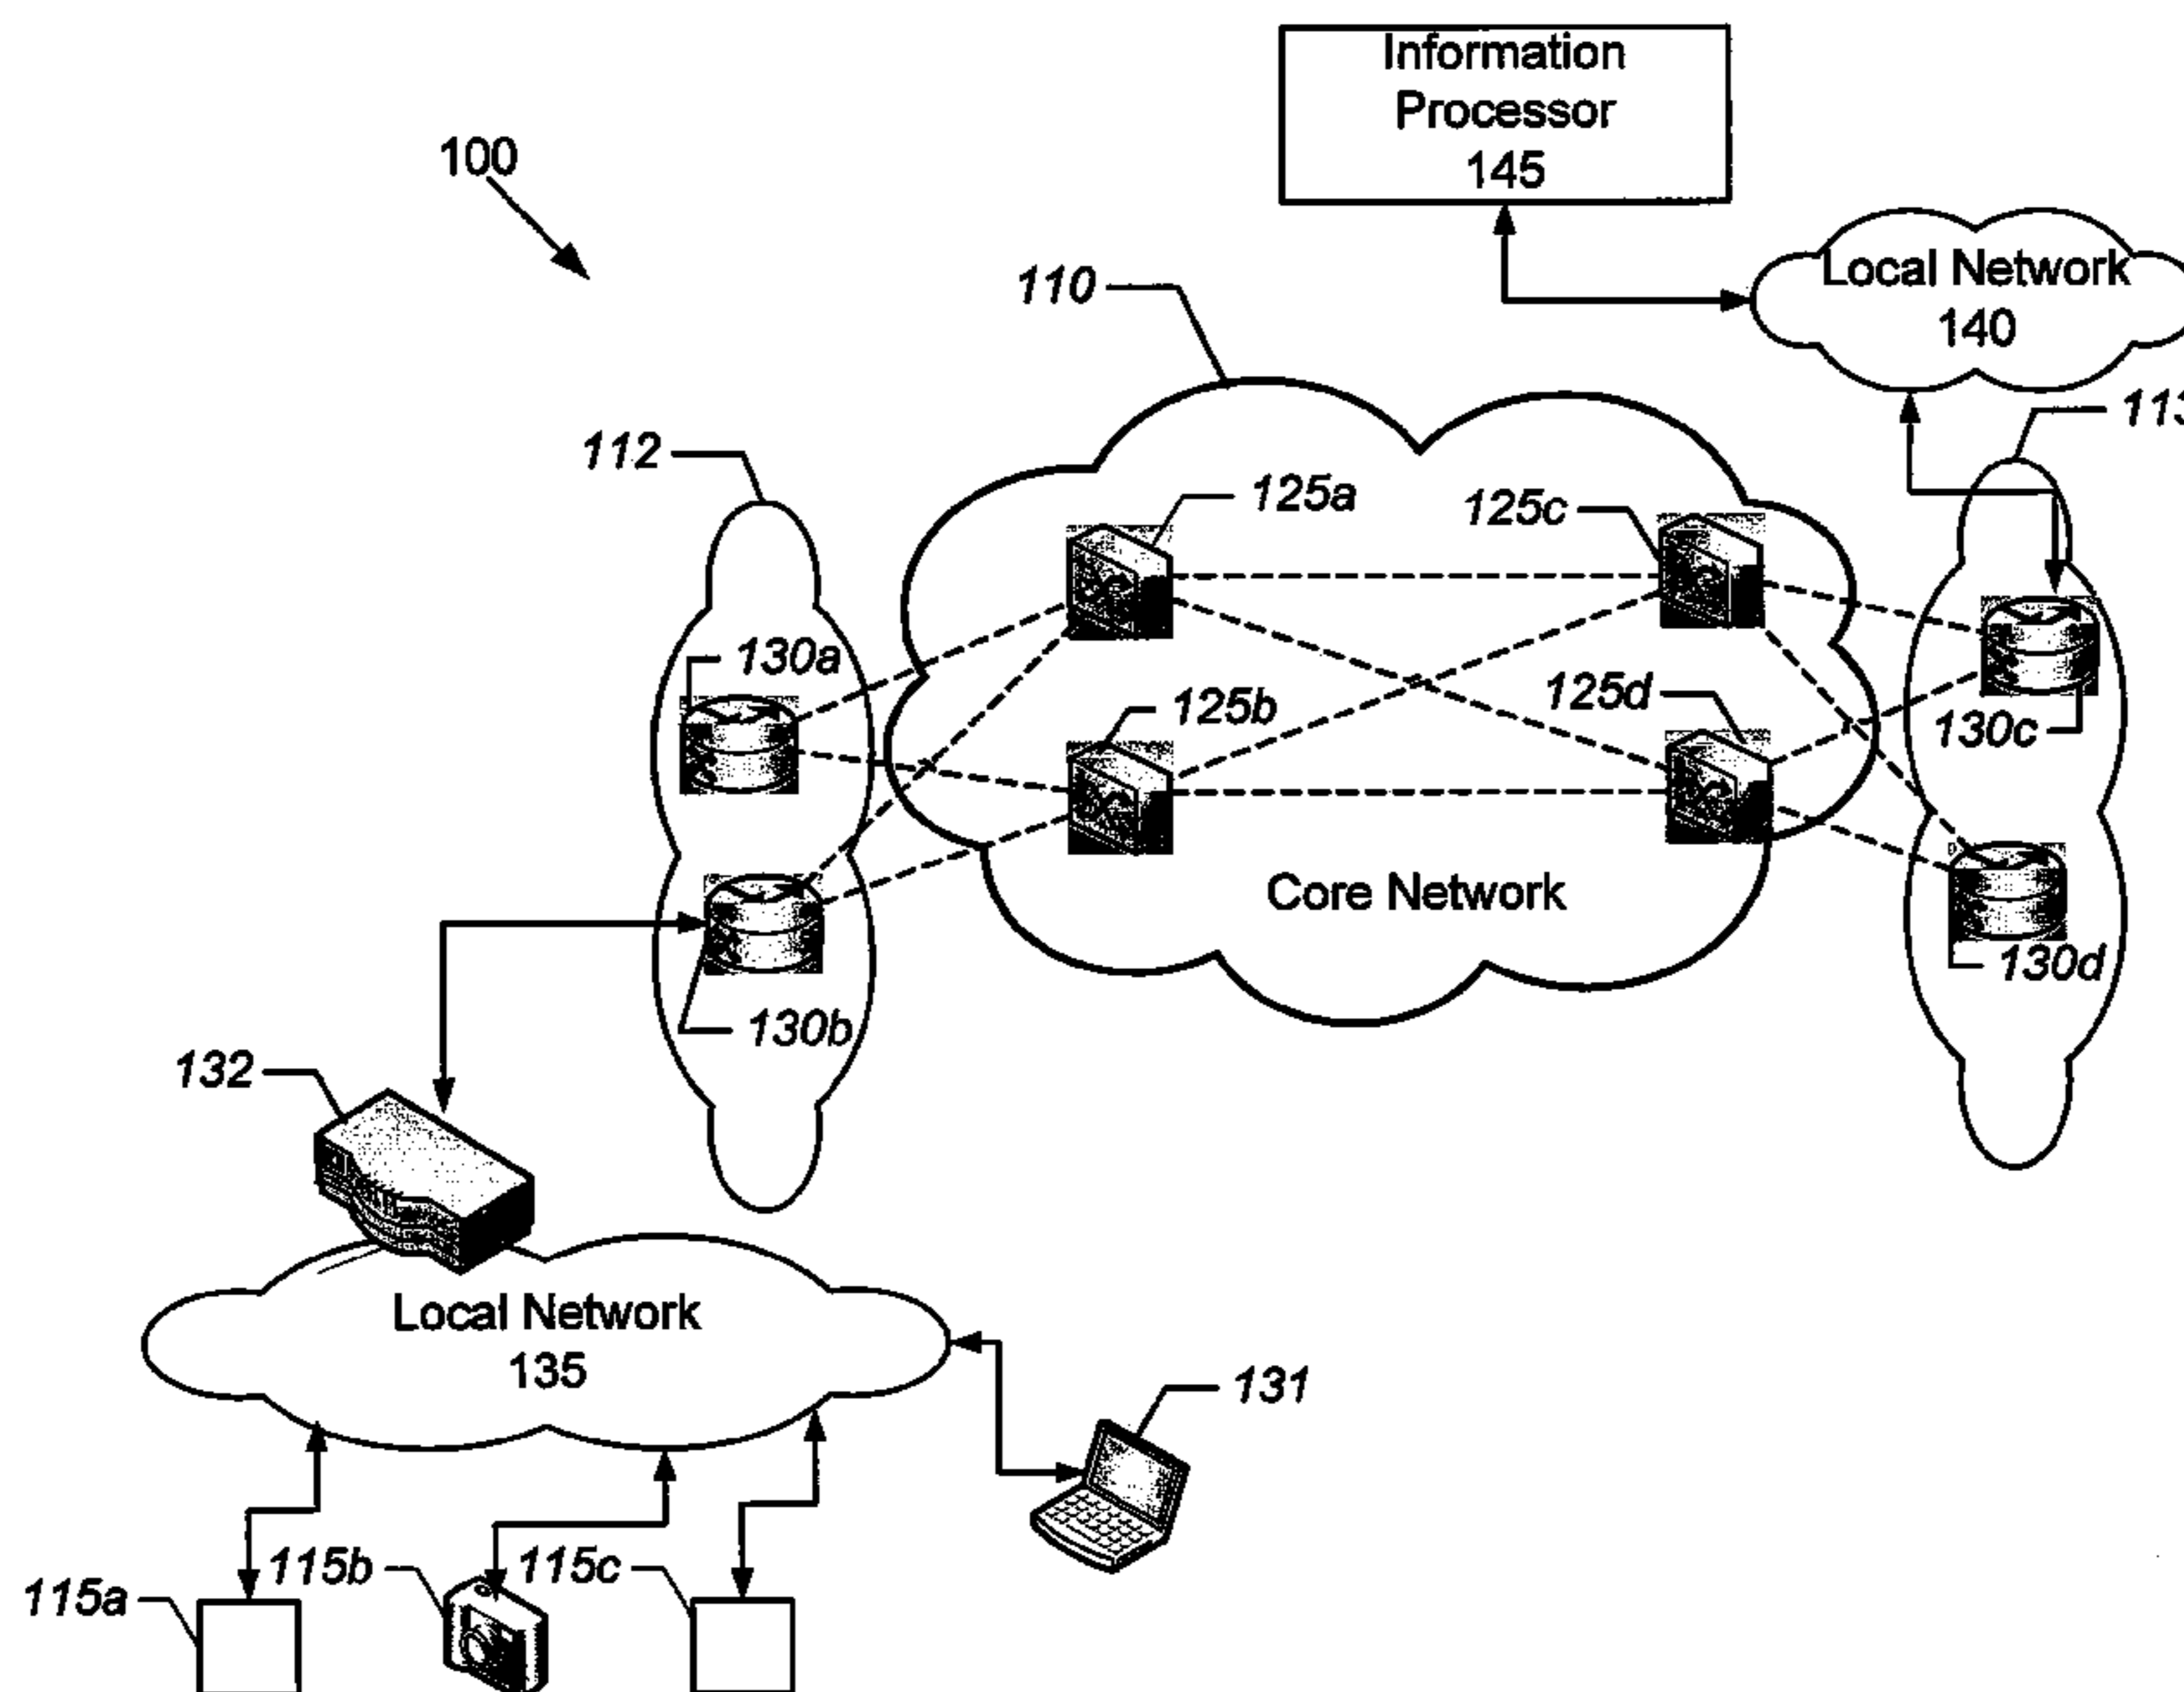 Information
Processor
145
100
Local Network
140
110
113
112
125a
125c
130a
125b
125d
130c
Core Network
130d
130b
132
Local Network
135
131
115b
115c
115a